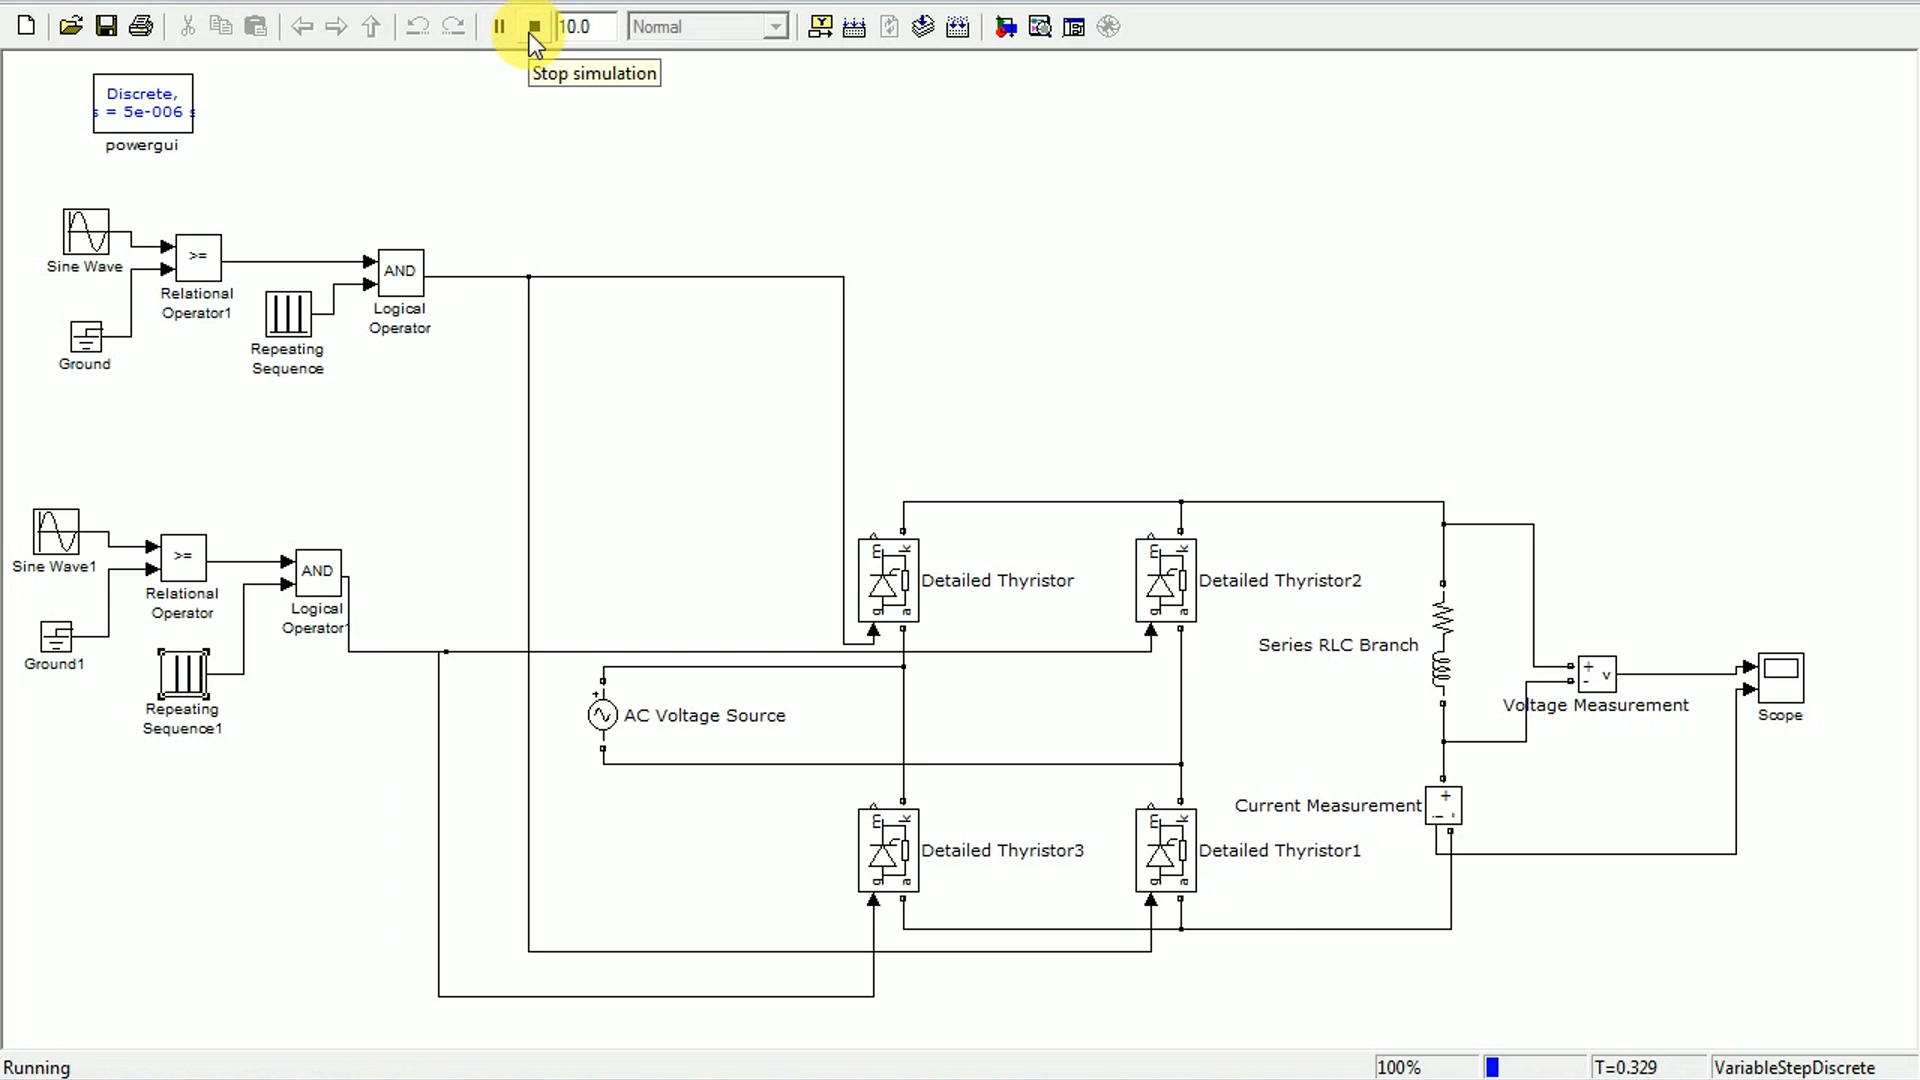 10.0
Normal
Stop simulation
Discrete,
s = 5e-006 s
powergui
Sine Wave
>=
Relational
Operator1
Ground
Repeating
Sequence
AND
Logical
Operator
Sine Wave1
>=
Relational
Operator
Ground1
Repeating
Sequence1
AND
Logical
Operator1
m k
g a
Detailed Thyristor
m k
g a
Detailed Thyristor2
+
AC Voltage Source
Series RLC Branch
+
-
v
Voltage Measurement
Scope
m k
g a
Detailed Thyristor3
m k
g a
Detailed Thyristor1
Current Measurement
+
i -
Running
100%
T=0.329
VariableStepDiscrete